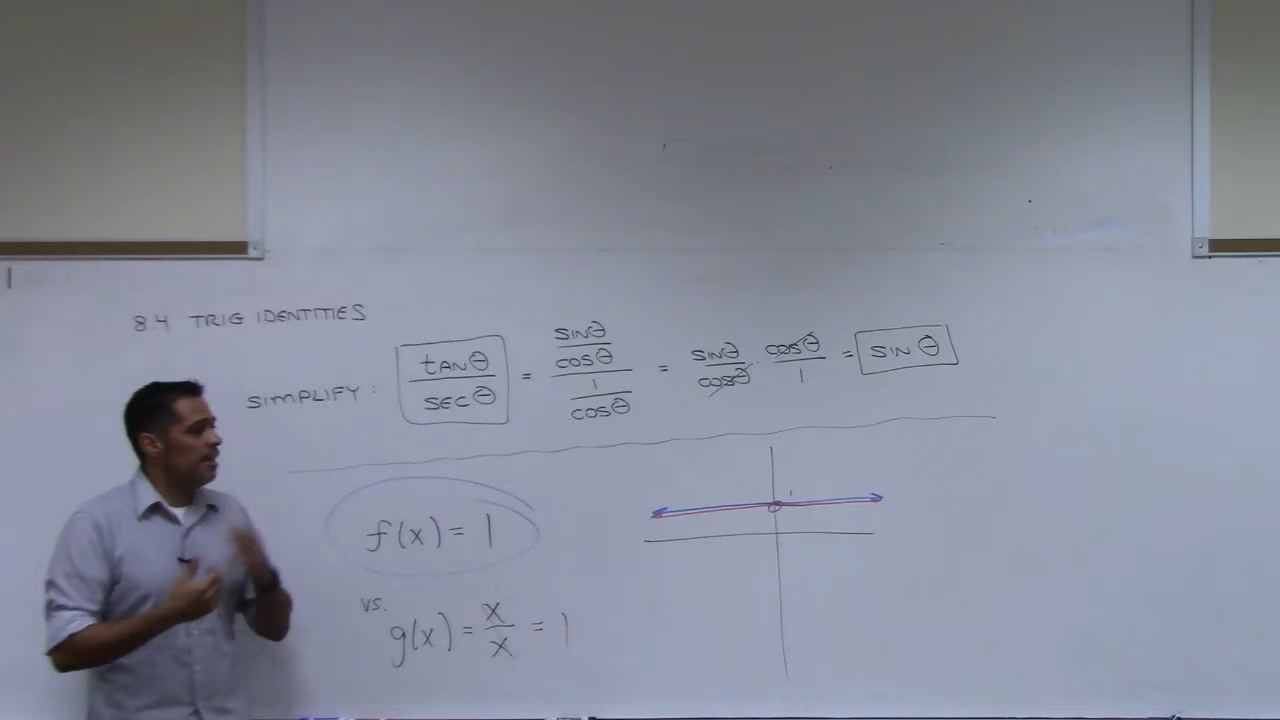 8.4 TRIG IDENTITIES
SIMPLIFY: tanθ/secθ = (sinθ/cosθ)/(1/cosθ) = sinθ/cosθ · cosθ/1 = sin θ
f(x) = 1
1
vs.
g(x) = x/x = 1